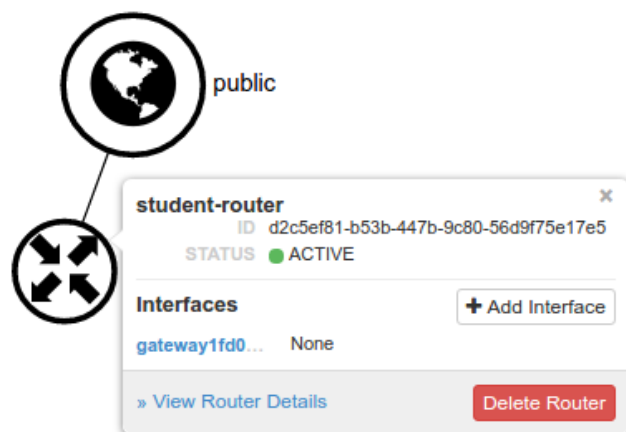 public
student-router
ID d2c5ef81-b53b-447b-9c80-56d9f75e17e5
STATUS ACTIVE
Interfaces
+ Add Interface
gateway1fd0... None
» View Router Details
Delete Router